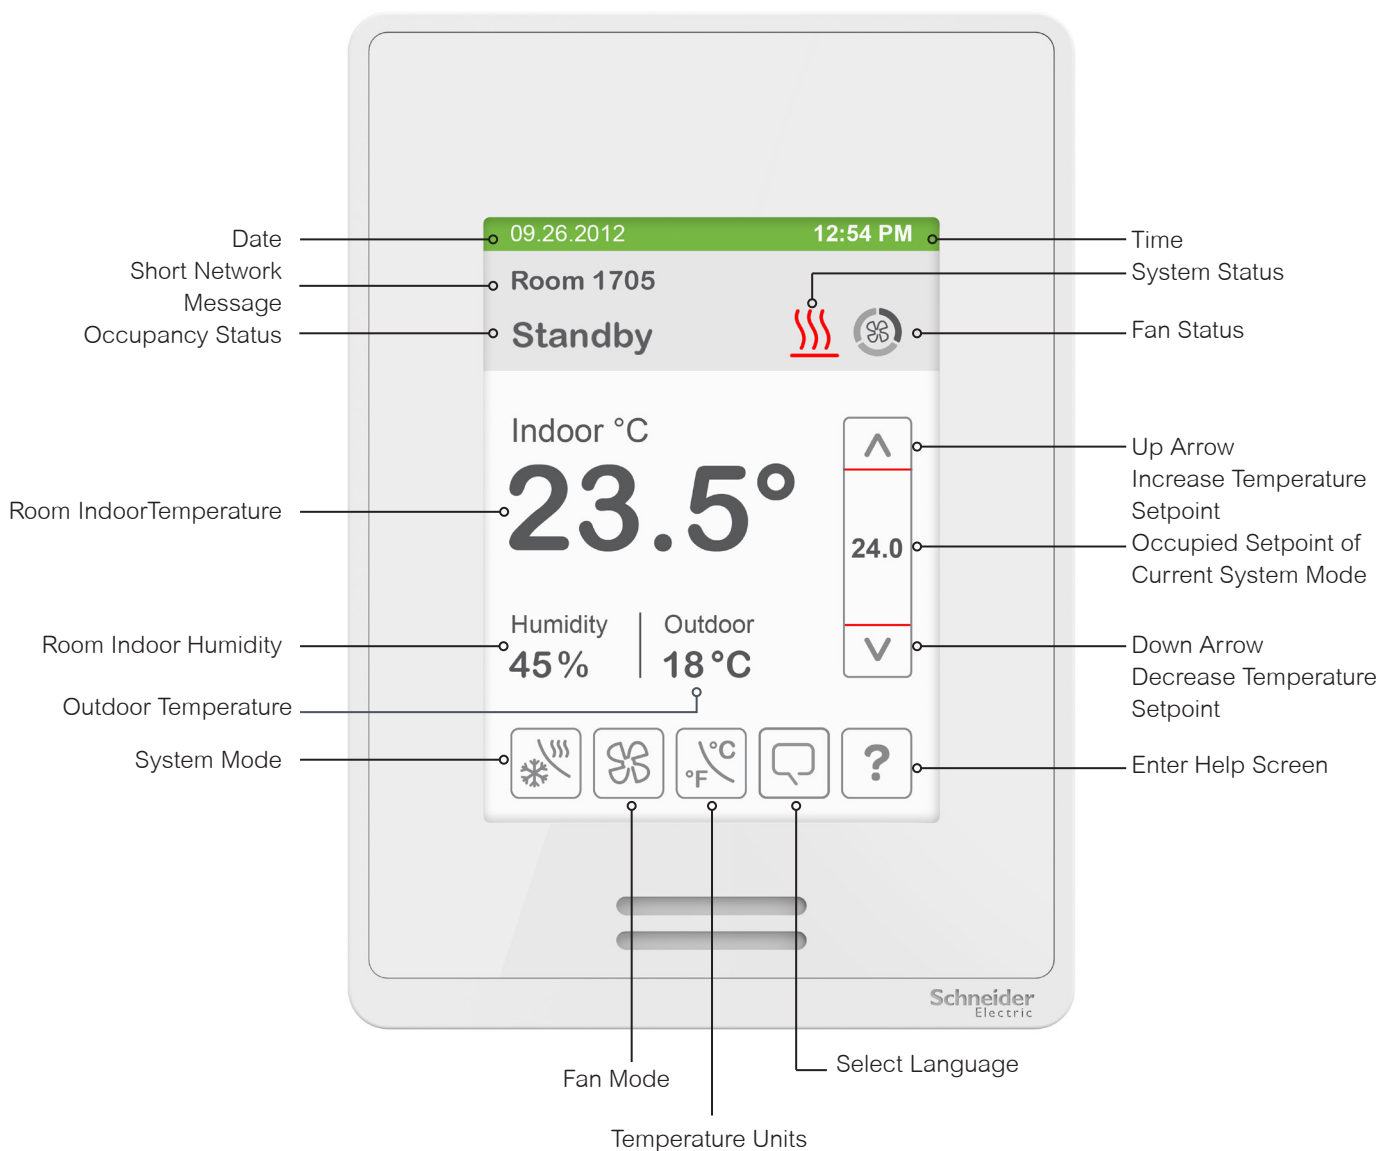 Date
Short Network
Message
Occupancy Status
Room IndoorTemperature
Room Indoor Humidity
Outdoor Temperature
System Mode
09.26.2012
12:54 PM
Room 1705
Standby
Indoor °C
23.5°
24.0
Humidity
45%
Outdoor
18°C
°C
°F
?
Schneider
Electric
Time
System Status
Fan Status
Up Arrow
Increase Temperature
Setpoint
Occupied Setpoint of
Current System Mode
Down Arrow
Decrease Temperature
Setpoint
Enter Help Screen
Select Language
Fan Mode
Temperature Units